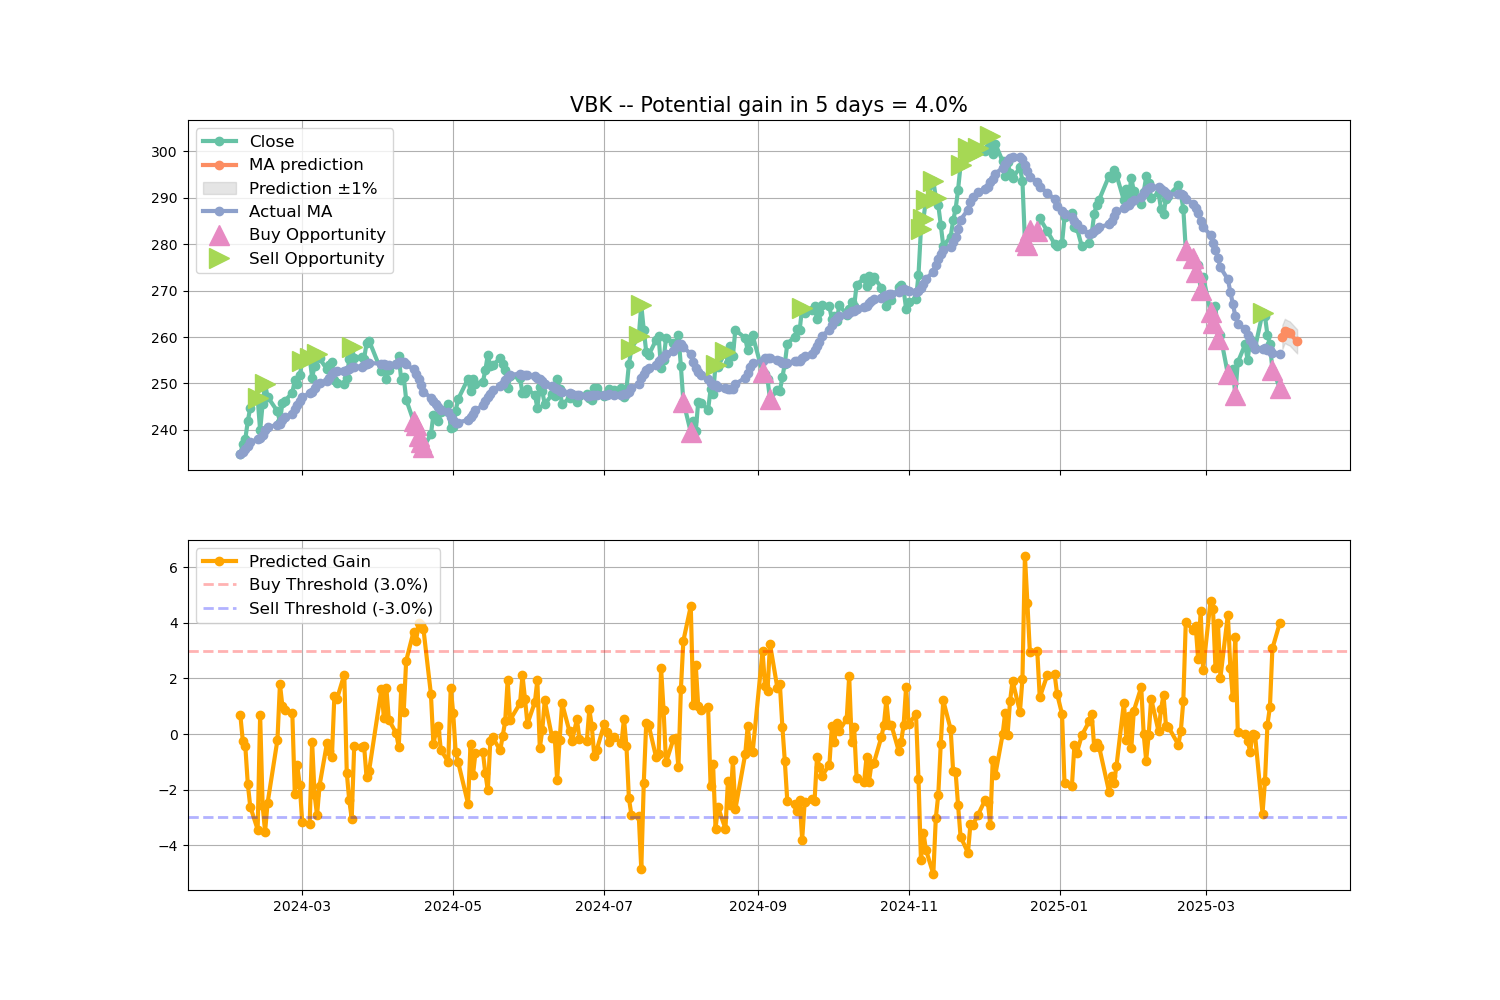 VBK -- Potential gain in 5 days = 4.0%
Close
MA prediction
Prediction ±1%
Actual MA
Buy Opportunity
Sell Opportunity
300
290
280
270
260
250
240
Predicted Gain
Buy Threshold (3.0%)
Sell Threshold (-3.0%)
6
4
2
0
−2
−4
2024-03 2024-05 2024-07 2024-09 2024-11 2025-01 2025-03